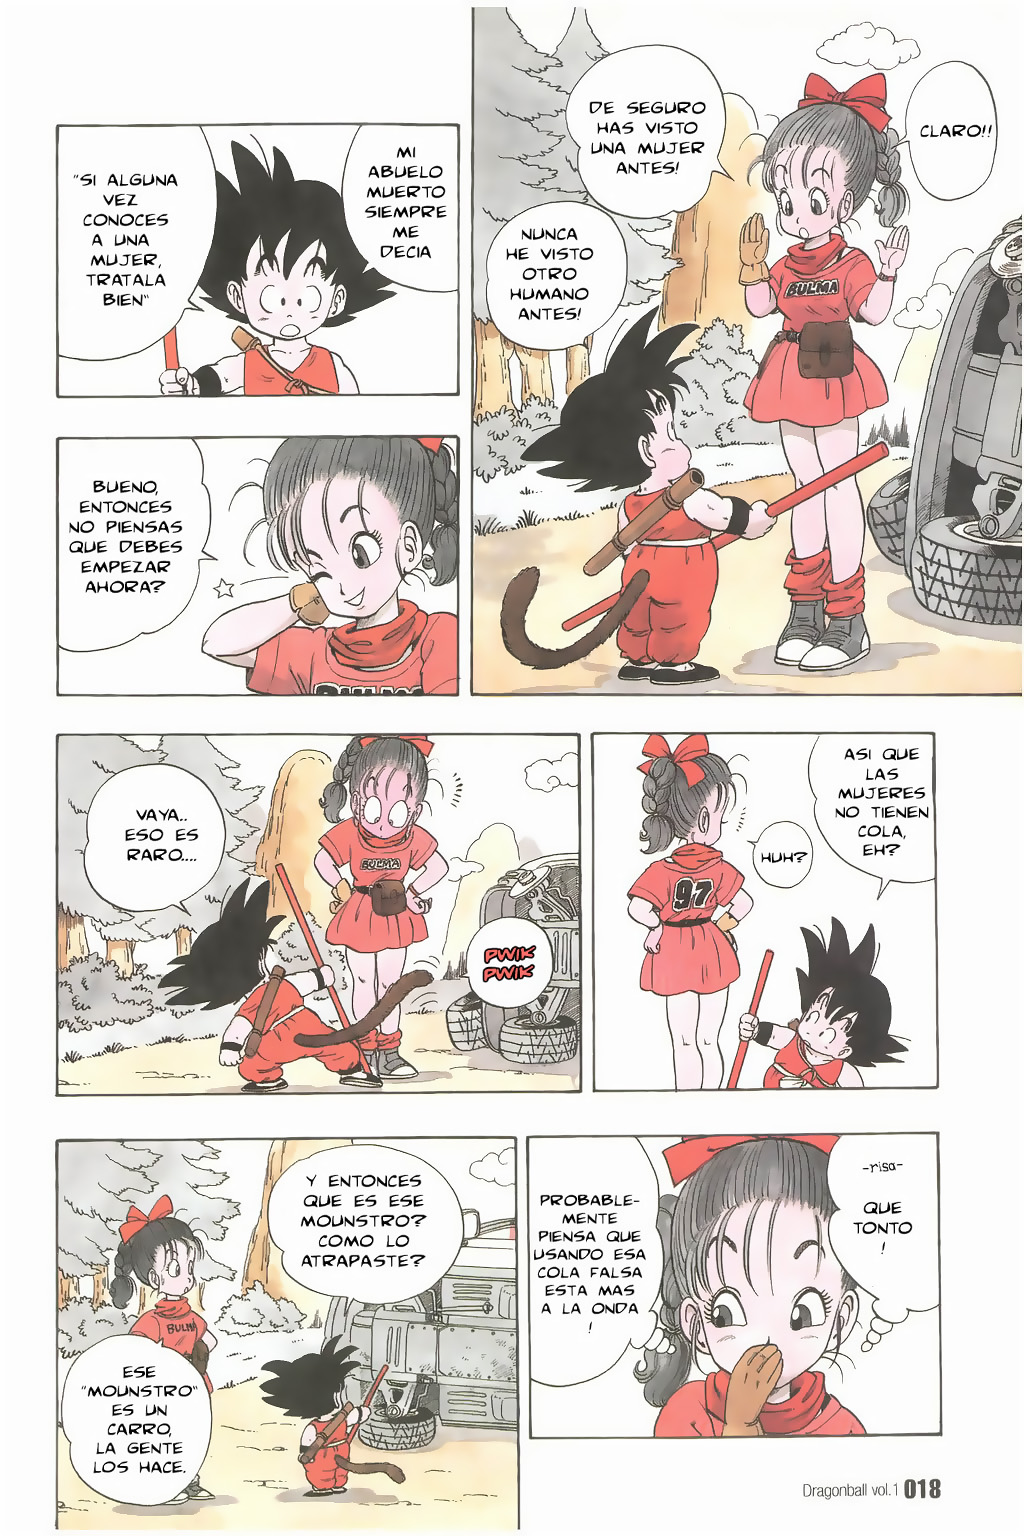 CLARO!!
DE SEGURO
HAS VISTO
UNA MUJER
ANTES!
BULMA
NUNCA
HE VISTO
OTRO
HUMANO
ANTES!
MI
ABUELO
MUERTO
SIEMPRE
ME
DECIA
"SI ALGUNA
VEZ
CONOCES
A UNA
MUJER,
TRATALA
BIEN"
BUENO,
ENTONCES
NO PIENSAS
QUE DEBES
EMPEZAR
AHORA?
BULMA
ASI QUE
LAS
MUJERES
NO TIENEN
COLA,
EH?
HUH?
97
VAYA..
ESO ES
RARO....
BULMA
PWIK
PWIK
-risa-
QUE
TONTO
!
PROBABLE-
MENTE
PIENSA QUE
USANDO ESA
COLA FALSA
ESTA MAS
A LA ONDA
!
Y ENTONCES
QUE ES ESE
MOUNSTRO?
COMO LO
ATRAPASTE?
BULMA
ESE
"MOUNSTRO"
ES UN
CARRO,
LA GENTE
LOS HACE.
Dragonball vol.1 018